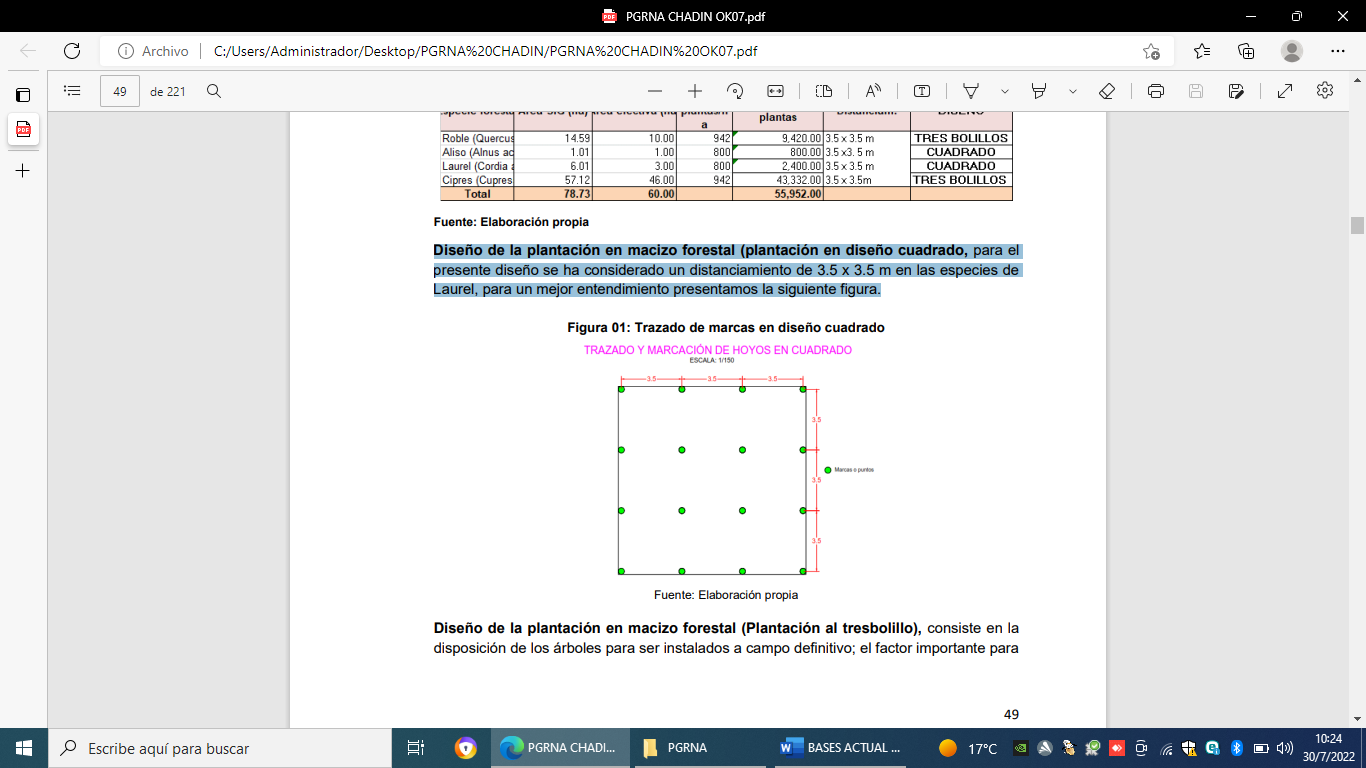 PGRNA CHADIN OK07.pdf
Archivo
C:/Users/Administrador/Desktop/PGRNA%20CHADIN/PGRNA%20CHADIN%20OK07.pdf
49 de 221
a plantas
Roble (Quercus 14.59 10.00 942 9,420.00 3.5 x 3.5 m TRES BOLILLOS
Aliso (Alnus ac 1.01 1.00 800 800.00 3.5 x3. 5 m CUADRADO
Laurel (Cordia a 6.01 3.00 800 2,400.00 3.5 x 3.5 m CUADRADO
Cipres (Cupres 57.12 46.00 942 43,332.00 3.5 x 3.5m TRES BOLILLOS
Total 78.73 60.00 55,952.00
Fuente: Elaboración propia
Diseño de la plantación en macizo forestal (plantación en diseño cuadrado, para el
presente diseño se ha considerado un distanciamiento de 3.5 x 3.5 m en las especies de
Laurel, para un mejor entendimiento presentamos la siguiente figura.
Figura 01: Trazado de marcas en diseño cuadrado
TRAZADO Y MARCACIÓN DE HOYOS EN CUADRADO
ESCALA: 1/150
3.5 3.5 3.5
3.5
Marcas o puntos
3.5
3.5
Fuente: Elaboración propia
Diseño de la plantación en macizo forestal (Plantación al tresbolillo), consiste en la
disposición de los árboles para ser instalados a campo definitivo; el factor importante para
49
Escribe aquí para buscar
PGRNA CHADI...
PGRNA
BASES ACTUAL ...
17°C
10:24
30/7/2022